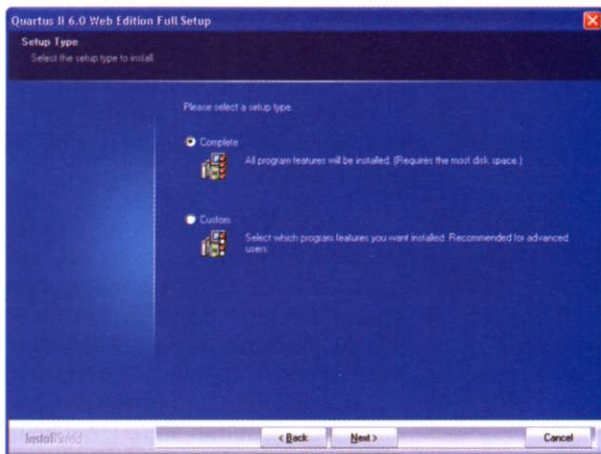 Quartus II 6.0 Web Edition Full Setup
Setup Type
Select the setup type to install.
Please select a setup type.
Complete
All program features will be installed. (Requires the most disk space.)
Custom
Select which program features you want installed. Recommended for advanced
users.
InstallShield
< Back
Next >
Cancel